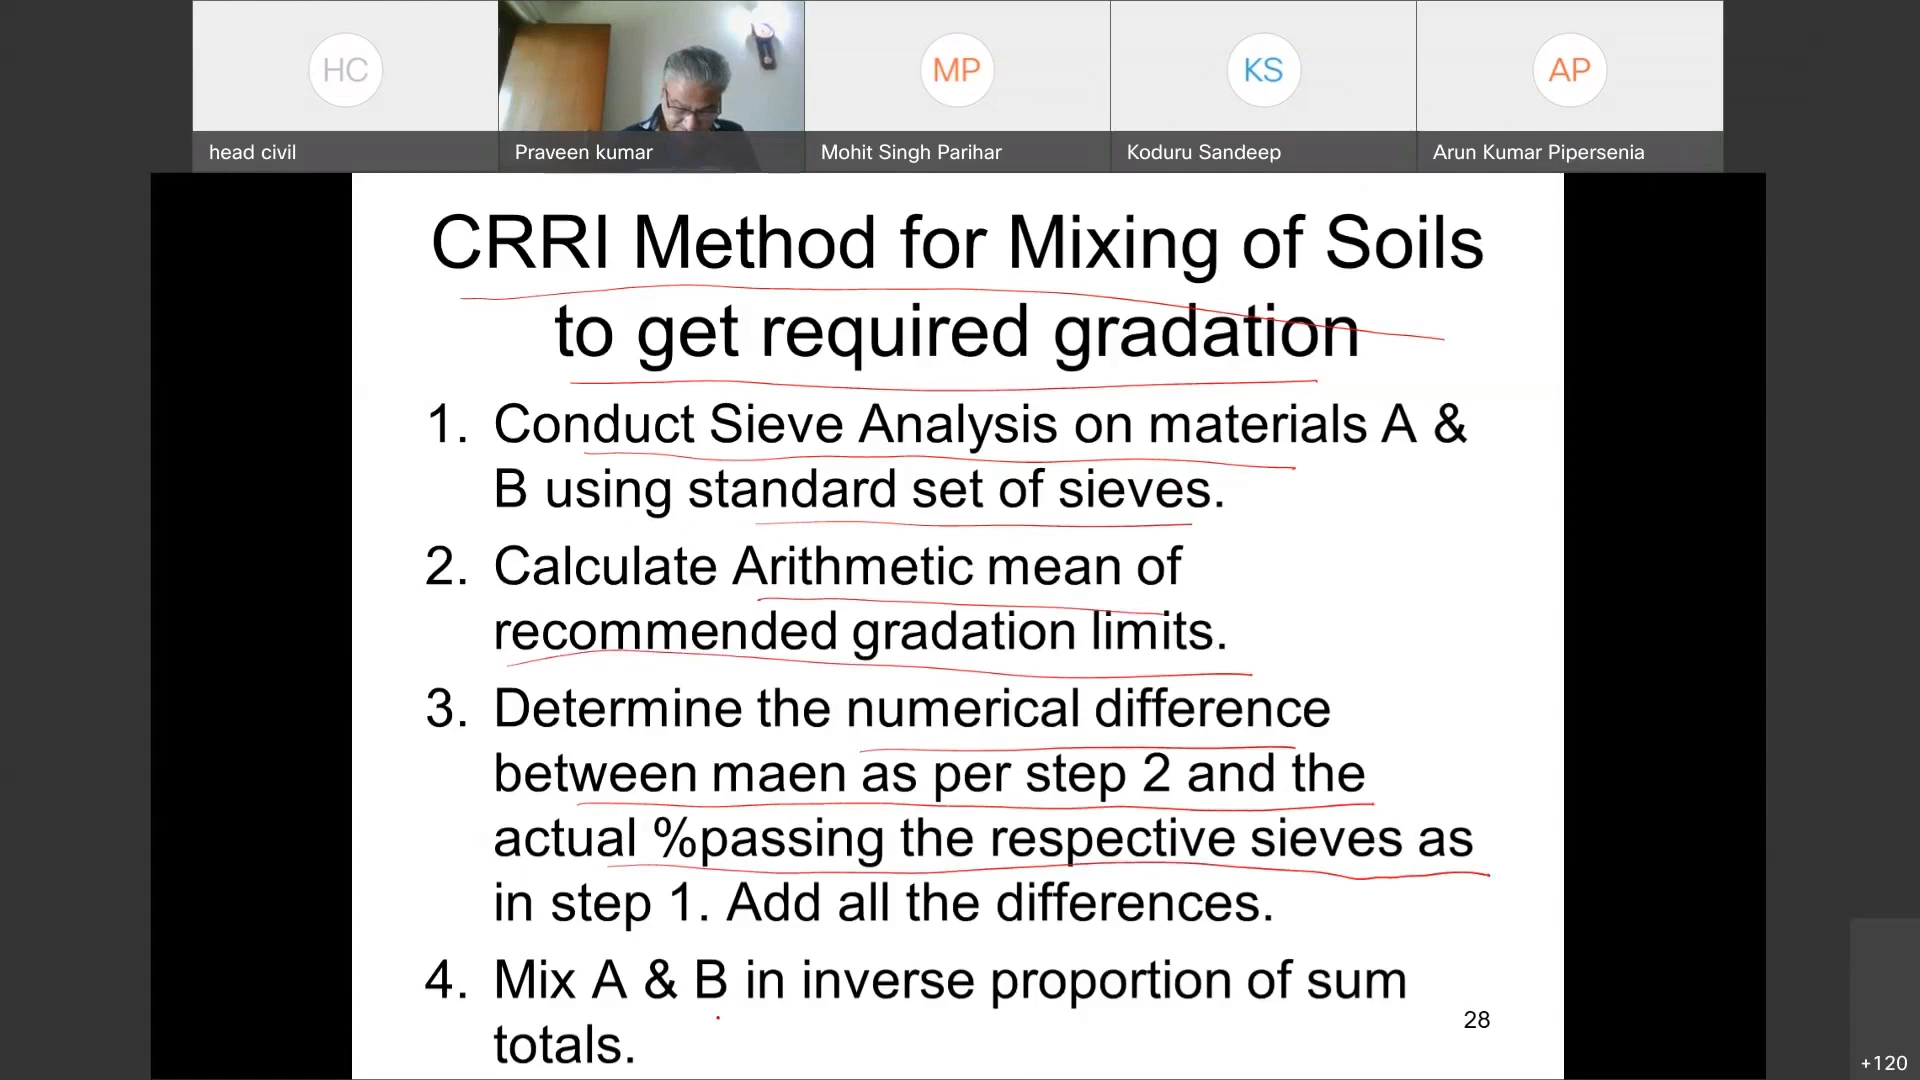 HC
MP
KS
AP
head civil
Praveen kumar
Mohit Singh Parihar
Koduru Sandeep
Arun Kumar Pipersenia
CRRI Method for Mixing of Soils
to get required gradation
1. Conduct Sieve Analysis on materials A &
B using standard set of sieves.
2. Calculate Arithmetic mean of
recommended gradation limits.
3. Determine the numerical difference
between maen as per step 2 and the
actual %passing the respective sieves as
in step 1. Add all the differences.
4. Mix A & B in inverse proportion of sum
totals.
28
+120